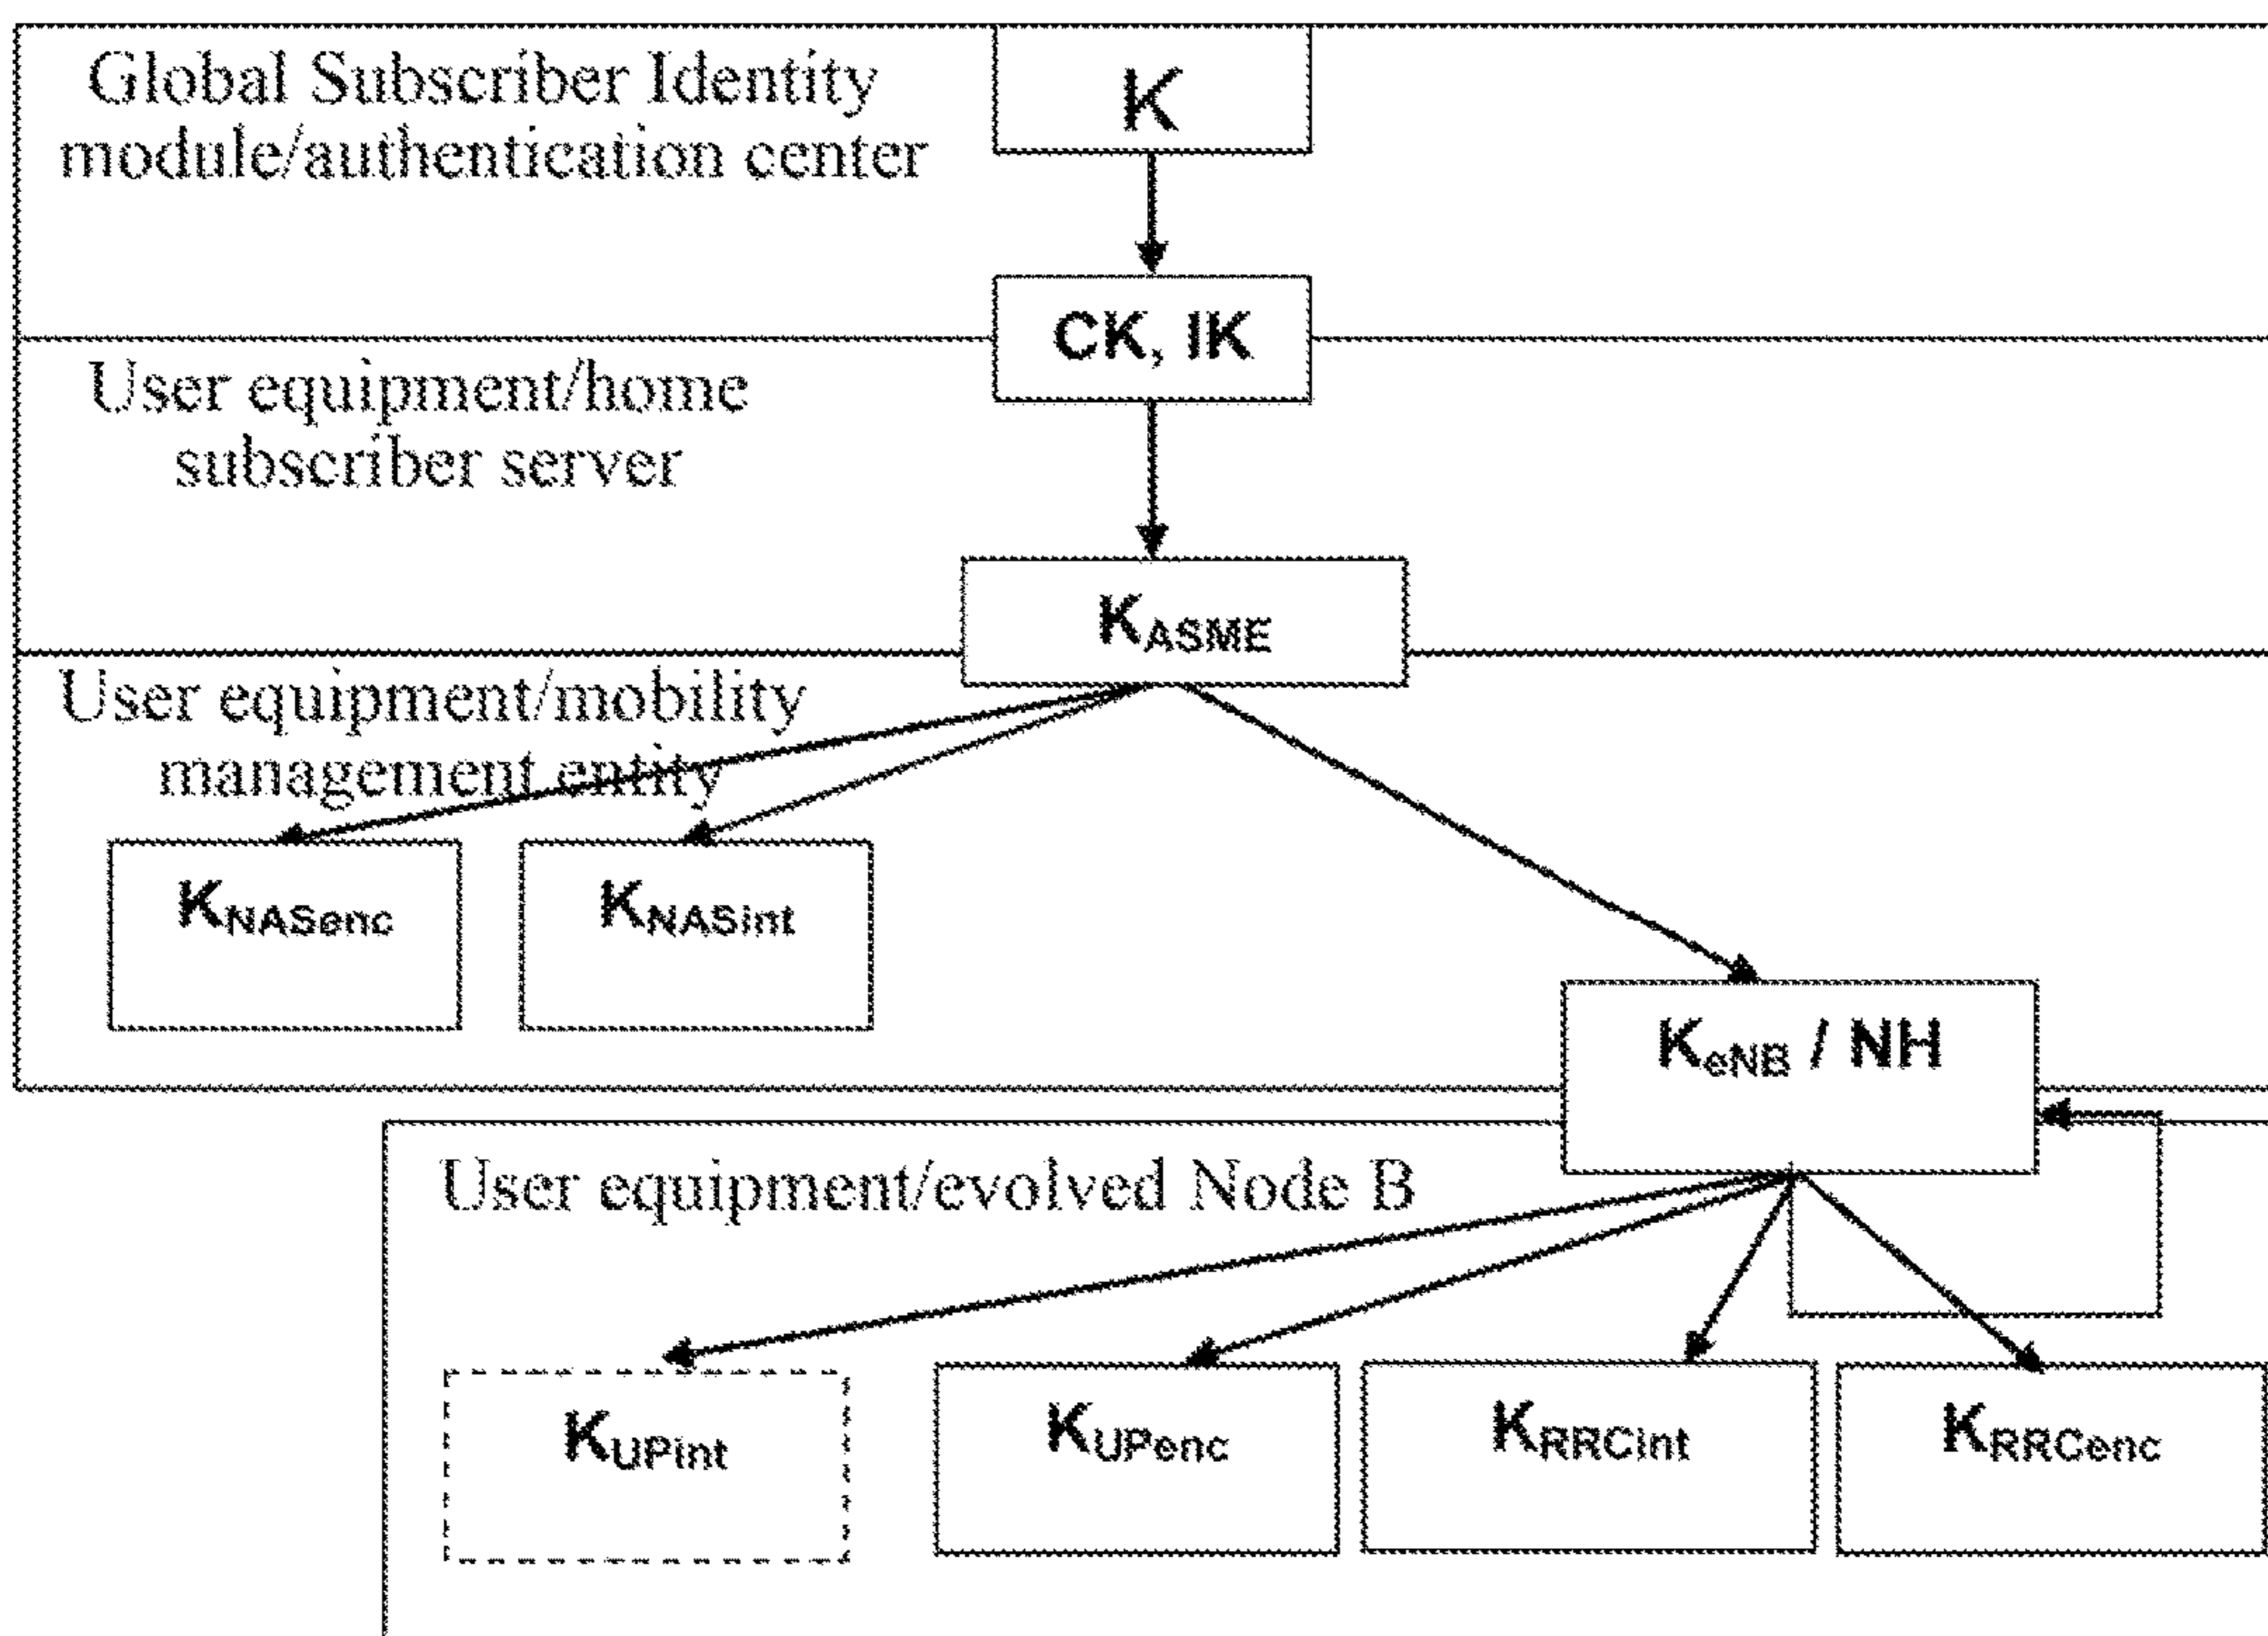 Global Subscriber Identity
module/authentication center
K
CK, IK
User equipment/home
subscriber server
KASME
User equipment/mobility
management entity
KNASenc
KNASint
KeNB / NH
User equipment/evolved Node B
KUPint
KUPenc
KRRCint
KRRCenc